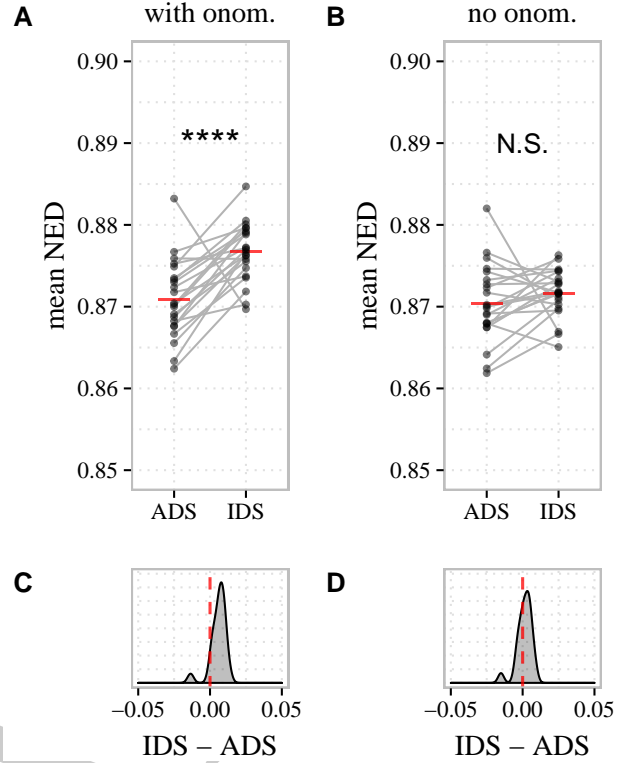 A with onom. B no onom.
mean NED 0.90 0.89 0.88 0.87 0.86 0.85 **** ADS IDS
mean NED 0.90 0.89 0.88 0.87 0.86 0.85 N.S. ADS IDS
C −0.05 0.00 0.05
IDS − ADS
D −0.05 0.00 0.05
IDS − ADS